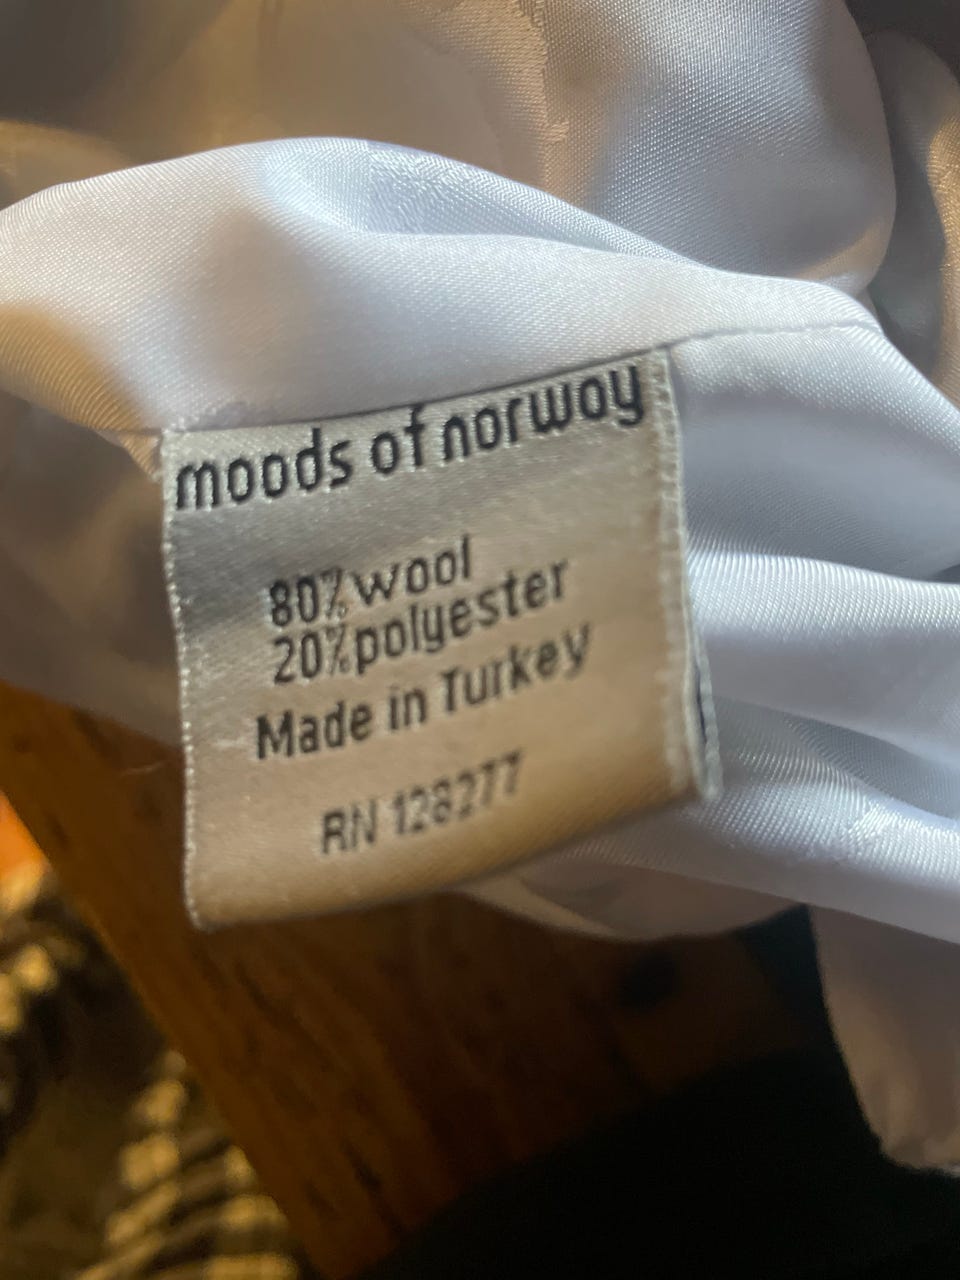 moods of norway
80% wool
20% polyester
Made in Turkey
RN 128277